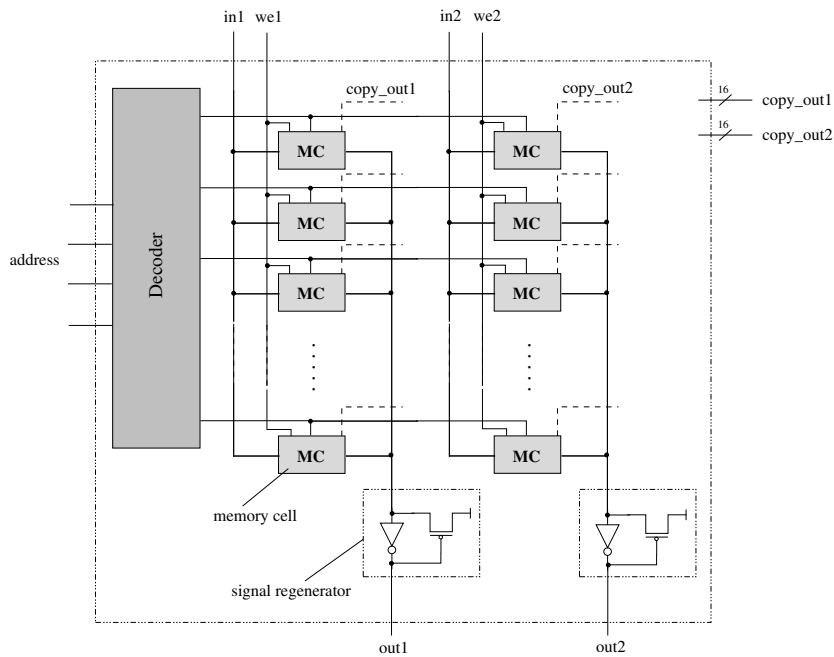 in1 we1 in2 we2
copy_out1 copy_out2
16 copy_out1
16 copy_out2
MC MC
MC MC
address
Decoder
MC MC
MC MC
memory cell
signal regenerator
out1 out2